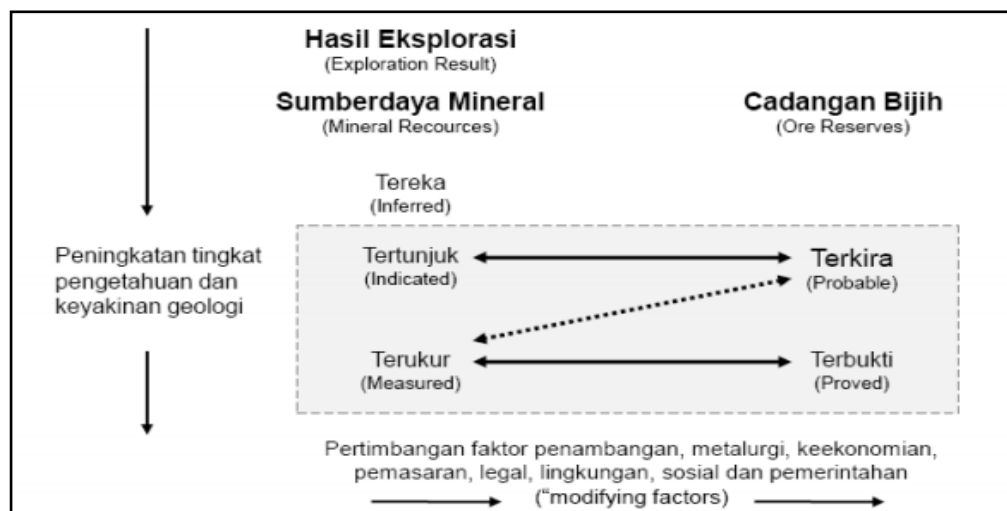 Hasil Eksplorasi
(Exploration Result)
Sumberdaya Mineral
(Mineral Recources)
Cadangan Bijih
(Ore Reserves)
Tereka
(Inferred)
Peningkatan tingkat
pengetahuan dan
keyakinan geologi
Tertunjuk
(Indicated)
Terkira
(Probable)
Terukur
(Measured)
Terbukti
(Proved)
Pertimbangan faktor penambangan, metalurgi, keekonomian,
pemasaran, legal, lingkungan, sosial dan pemerintahan
("modifying factors)